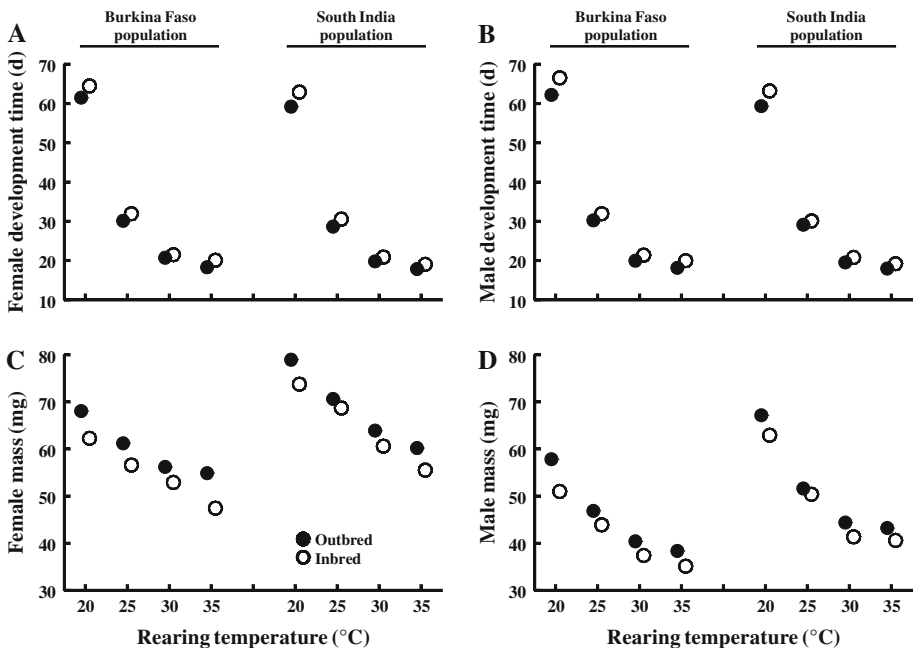 A
Burkina Faso
population
South India
population
Female development time (d)
70
60
50
40
30
20
10
B
Burkina Faso
population
South India
population
Male development time (d)
70
60
50
40
30
20
10
C
Female mass (mg)
80
70
60
50
40
30
Outbred
Inbred
20 25 30 35 20 25 30 35
Rearing temperature (°C)
D
Male mass (mg)
80
70
60
50
40
30
20 25 30 35 20 25 30 35
Rearing temperature (°C)